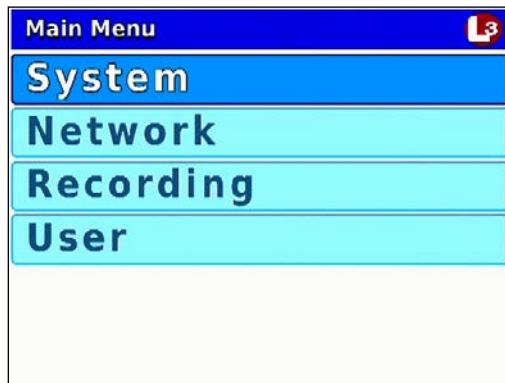 Main Menu
L3
System
Network
Recording
User